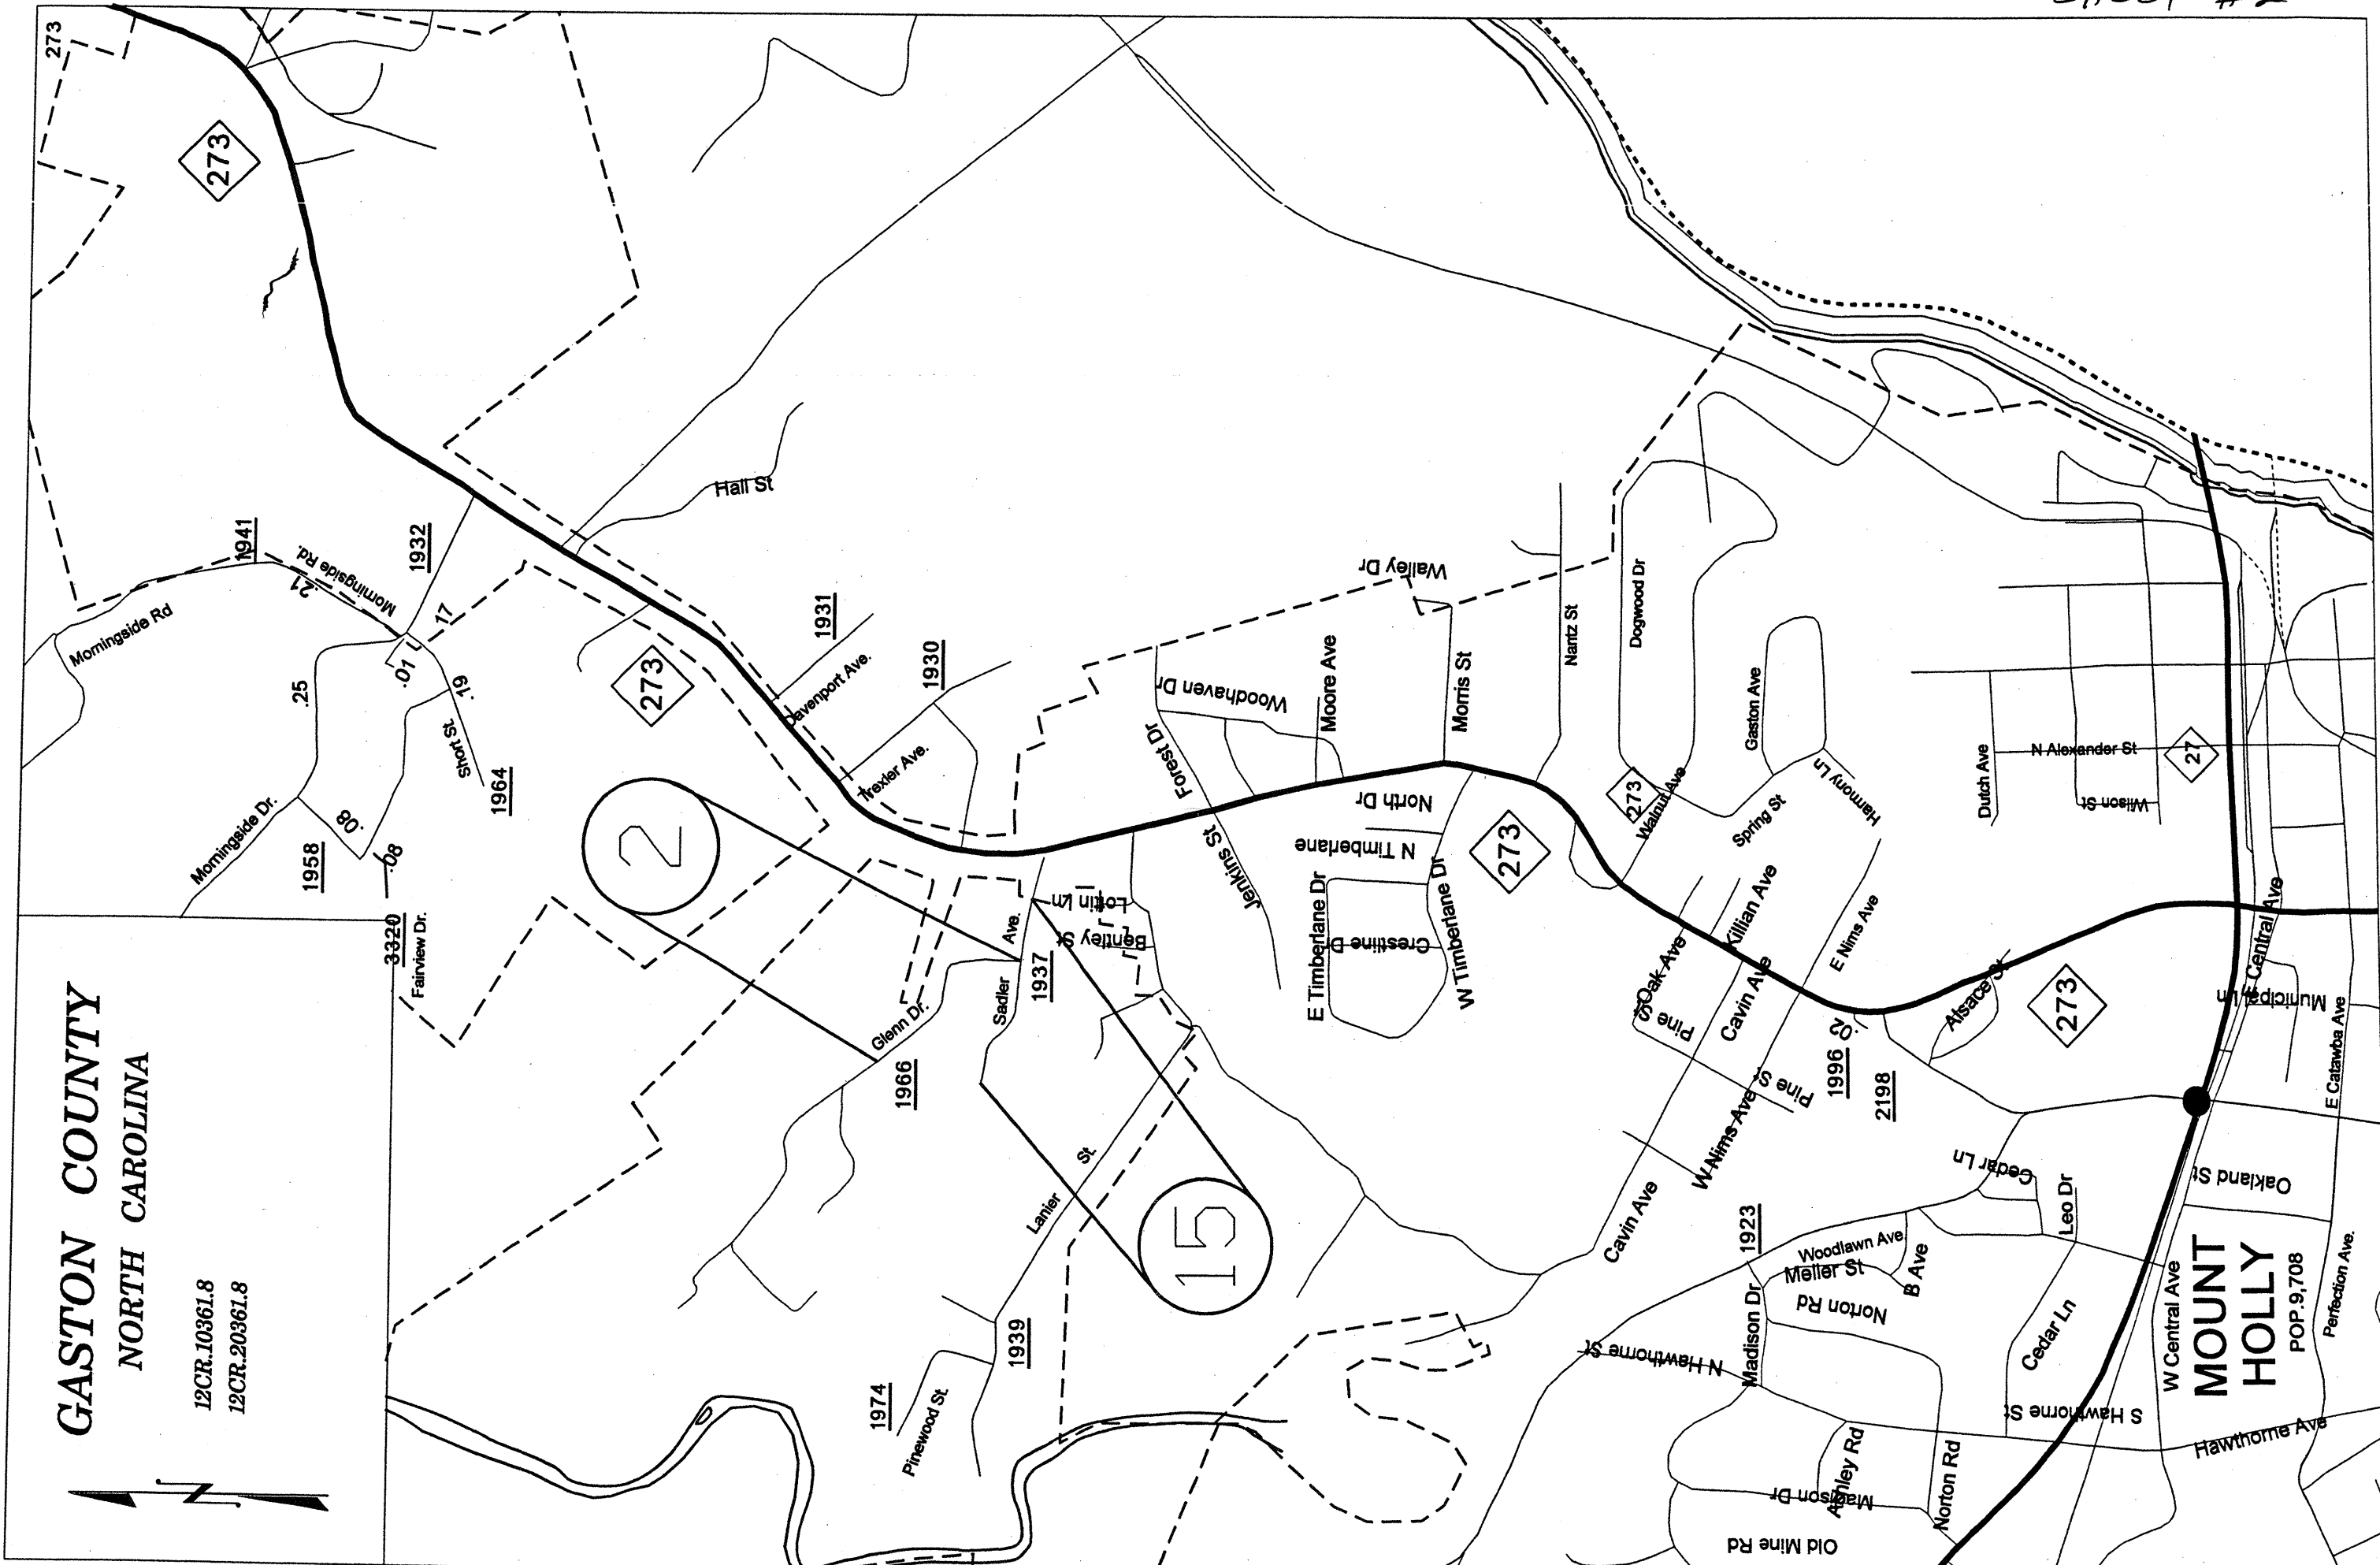 GASTON COUNTY
NORTH CAROLINA
12CR.10361.8
12CR.20361.8
N
273
273
Morningside Rd
1941
Morningside Rd.
.21
1932
.17
.01
.25
.19
Short St.
1964
Morningside Dr.
.08
1958
.08
3320
Fairview Dr.
Hall St
273
1931
Davenport Ave.
1930
Trexler Ave.
2
Glenn Dr.
1966
Sadler Ave.
1937
Loftin Ln
Bentley St
15
Lanier St
1939
1974
Pinewood St.
Forest Dr
Woodhaven Dr
Jenkins St
Moore Ave
Walley Dr
Morris St
North Dr
N Timberlane
E Timberlane Dr
Crestline D
W Timberlane Dr
273
Nantz St
Dogwood Dr
273
Walnut Ave
Gaston Ave
Spring St
Harmony Ln
Killian Ave
Oak Ave
Pine St
Cavin Ave
E Nims Ave
W Nims Ave
Pine St
Cavin Ave
1996
.02
2198
Alsace St
273
Dutch Ave
N Alexander St
Wilson St
27
Central Ave
Municipal Ln
E Catawba Ave
Cedar Ln
Leo Dr
Oakland St
1923
Woodlawn Ave
Meller St
B Ave
Norton Rd
Madison Dr
N Hawthorne St
Cedar Ln
W Central Ave
MOUNT
HOLLY
POP.9,708
Perfection Ave.
S Hawthorne St
Hawthorne Ave
Ashley Rd
Madison Dr
Norton Rd
Old Mine Rd